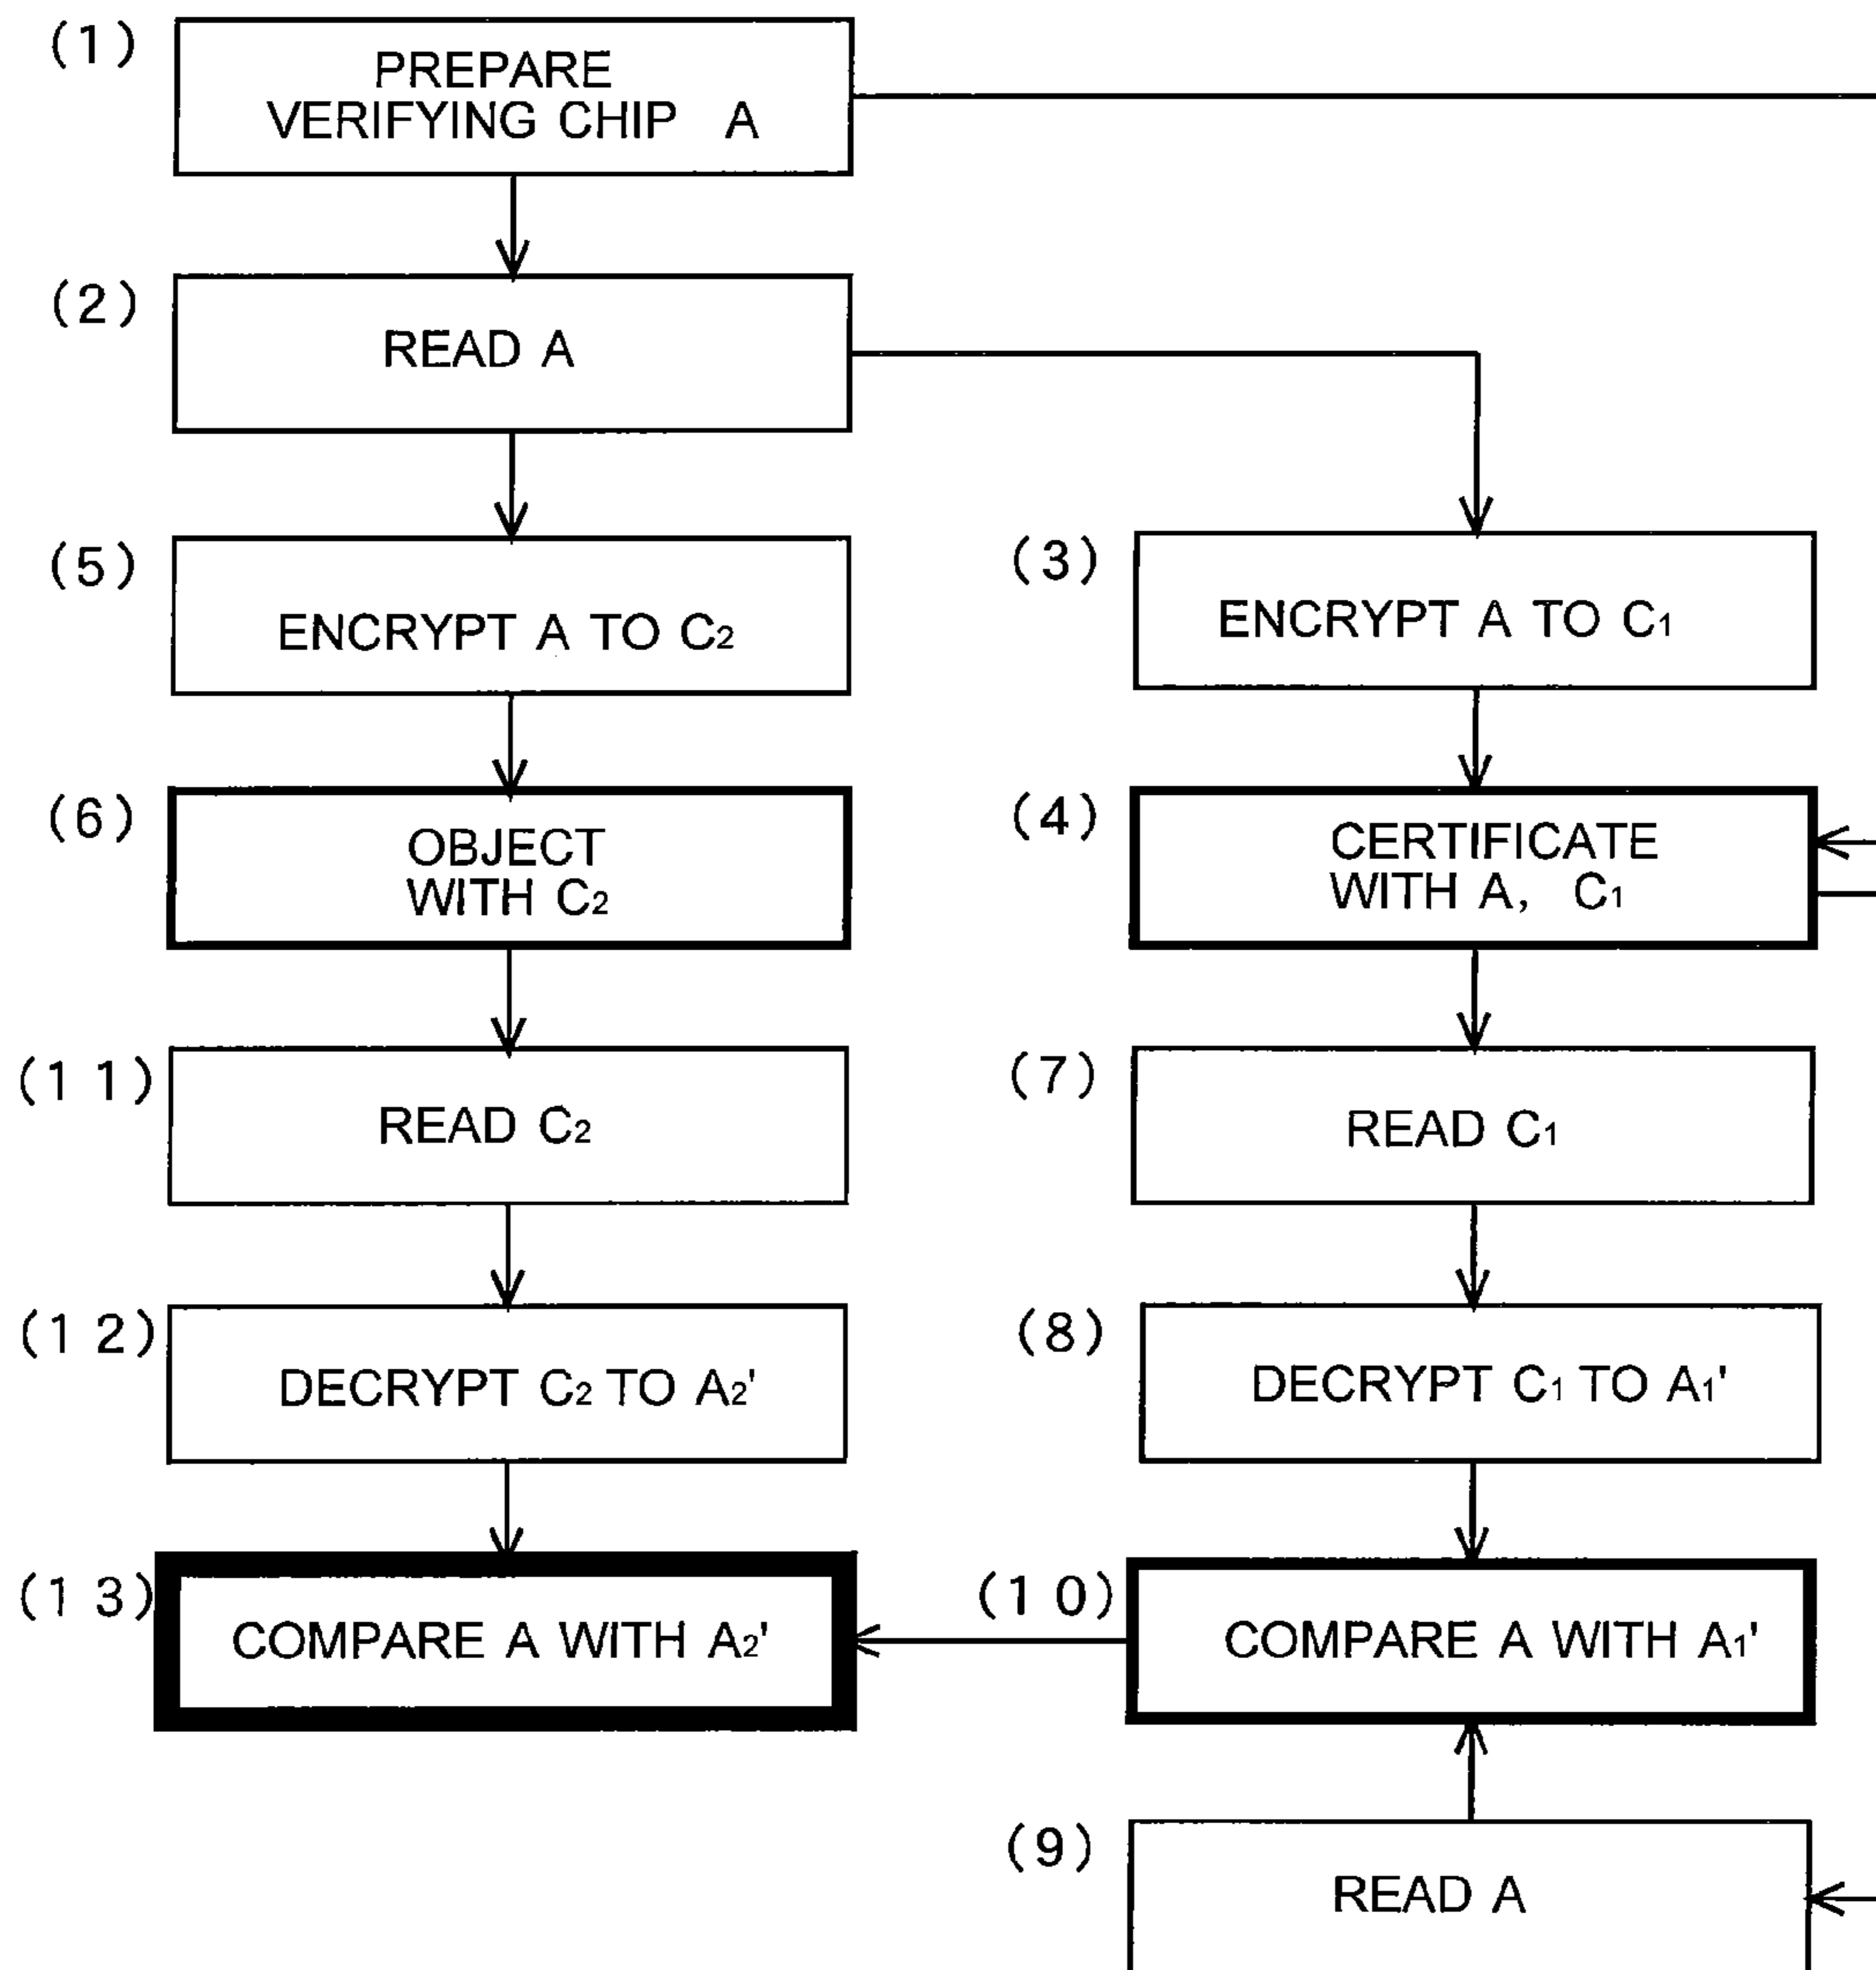 (1)
PREPARE
VERIFYING CHIP A
(2)
READ A
(5)
ENCRYPT A TO C₂
(3)
ENCRYPT A TO C₁
(6)
OBJECT
WITH C₂
(4)
CERTIFICATE
WITH A, C₁
(11)
READ C₂
(7)
READ C₁
(12)
DECRYPT C₂ TO A₂'
(8)
DECRYPT C₁ TO A₁'
(13)
COMPARE A WITH A₂'
(10)
COMPARE A WITH A₁'
(9)
READ A